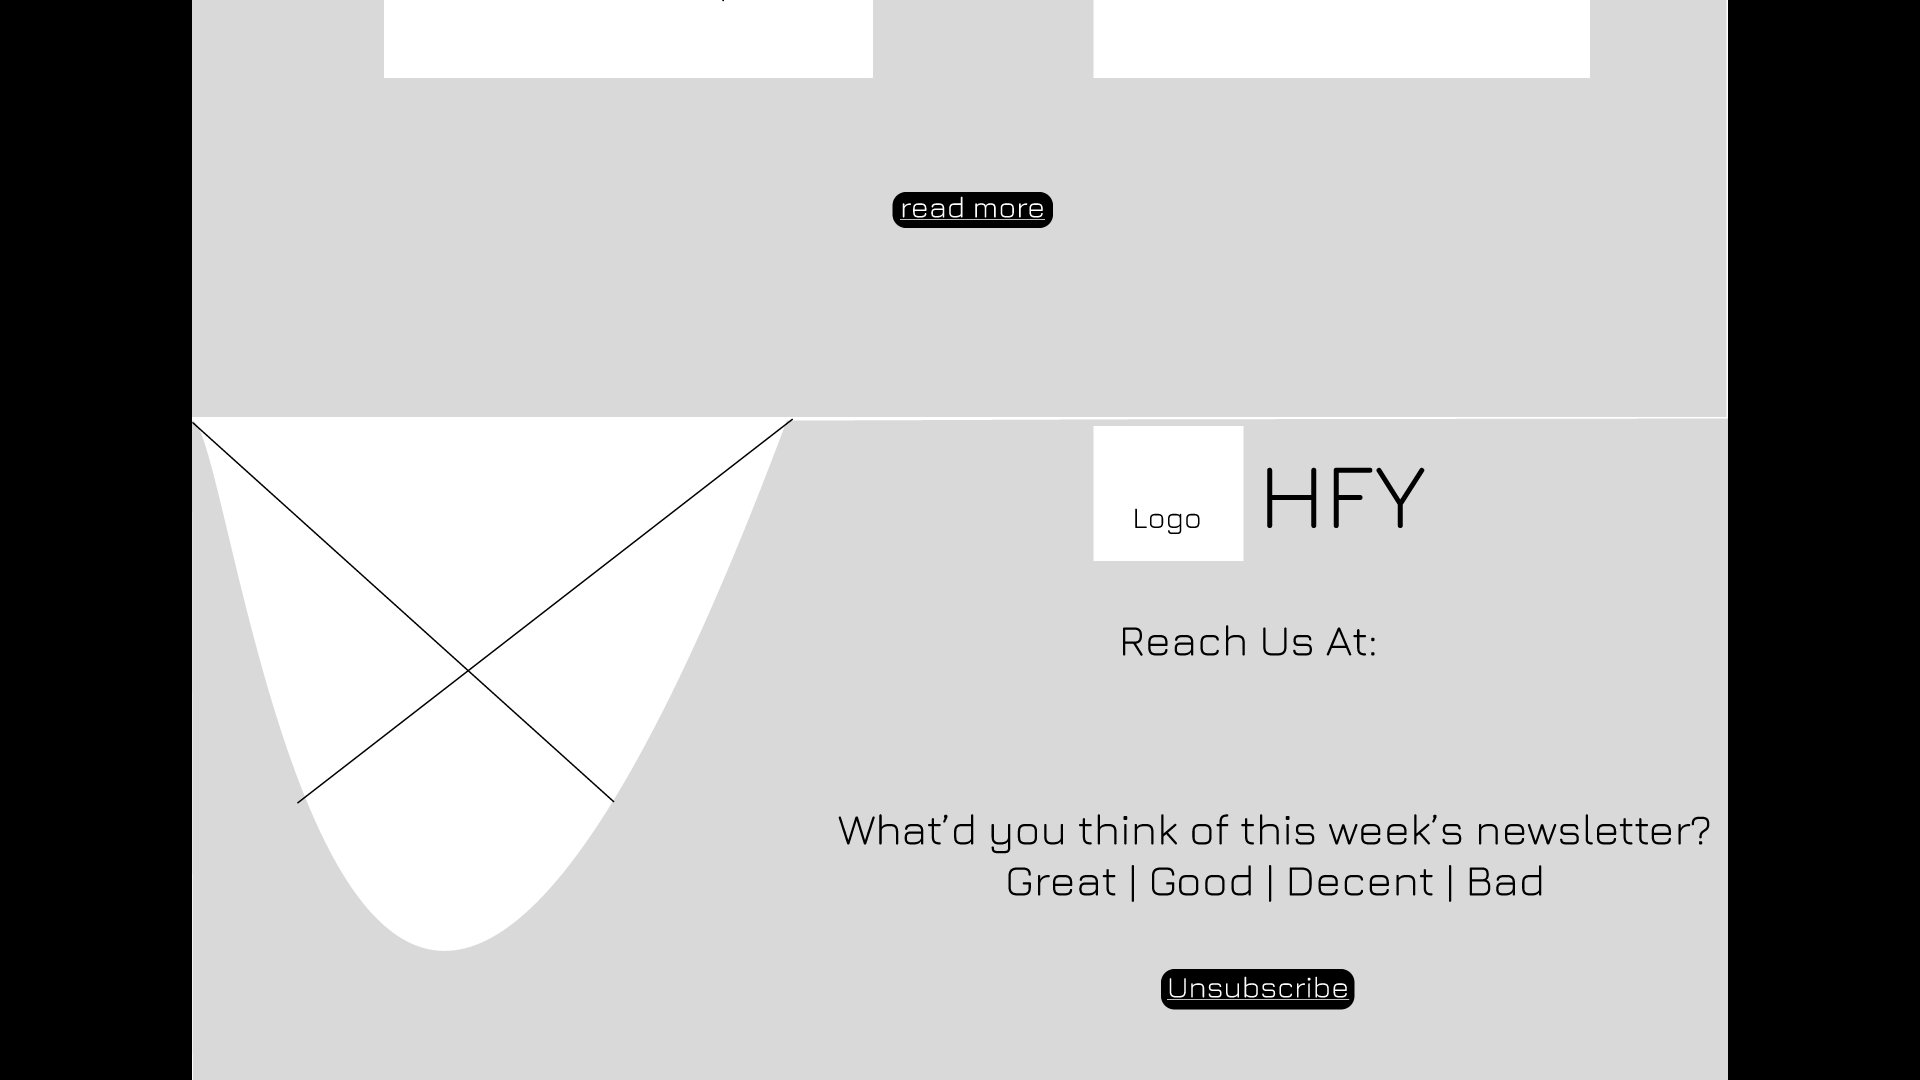 read more
Logo
HFY
Reach Us At:
What’d you think of this week’s newsletter?
Great | Good | Decent | Bad
Unsubscribe